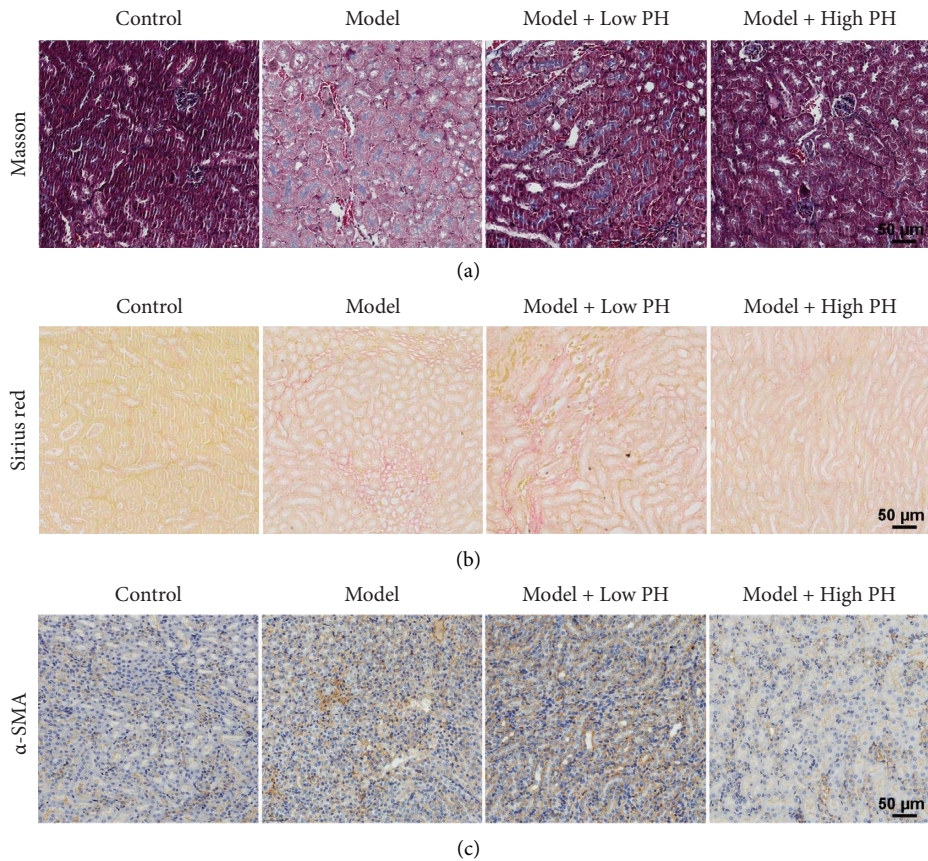 Control Model Model + Low PH Model + High PH
Masson
50 μm
(a)
Control Model Model + Low PH Model + High PH
Sirius red
50 μm
(b)
Control Model Model + Low PH Model + High PH
α-SMA
50 μm
(c)